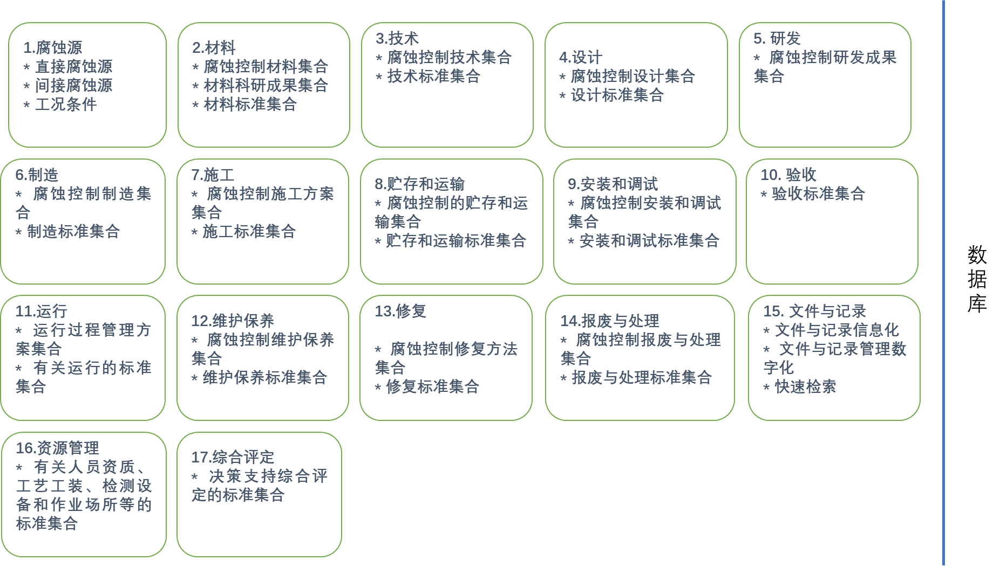 1.腐蚀源
* 直接腐蚀源
* 间接腐蚀源
* 工况条件
2.材料
* 腐蚀控制材料集合
* 材料科研成果集合
* 材料标准集合
3.技术
* 腐蚀控制技术集合
* 技术标准集合
4.设计
* 腐蚀控制设计集合
* 设计标准集合
5. 研发
* 腐蚀控制研发成果
集合
6.制造
* 腐蚀控制制造集
合
* 制造标准集合
7.施工
* 腐蚀控制施工方案
集合
* 施工标准集合
8.贮存和运输
* 腐蚀控制的贮存和运
输集合
* 贮存和运输标准集合
9.安装和调试
* 腐蚀控制安装和调试
集合
* 安装和调试标准集合
10. 验收
* 验收标准集合
11.运行
* 运行过程管理方
案集合
* 有关运行的标准
集合
12.维护保养
* 腐蚀控制维护保养
集合
* 维护保养标准集合
13.修复
* 腐蚀控制修复方法
集合
* 修复标准集合
14.报废与处理
* 腐蚀控制报废与处理
集合
* 报废与处理标准集合
15. 文件与记录
* 文件与记录信息化
* 文件与记录管理数
字化
* 快速检索
16.资源管理
* 有关人员资质、
工艺工装、检测设
备和作业场所等的
标准集合
17.综合评定
* 决策支持综合评
定的标准集合
数
据
库